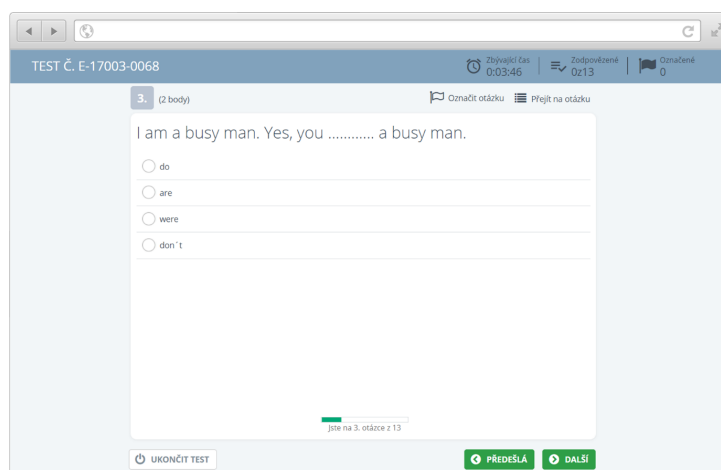 TEST Č. E-17003-0068
Zbývající čas
0:03:46
Zodpovězené
0z13
Označené
0
3. (2 body)
Označit otázku
Přejít na otázku
I am a busy man. Yes, you ............ a busy man.
do
are
were
don´t
Jste na 3. otázce z 13
UKONČIT TEST
PŘEDEŠLÁ
DALŠÍ